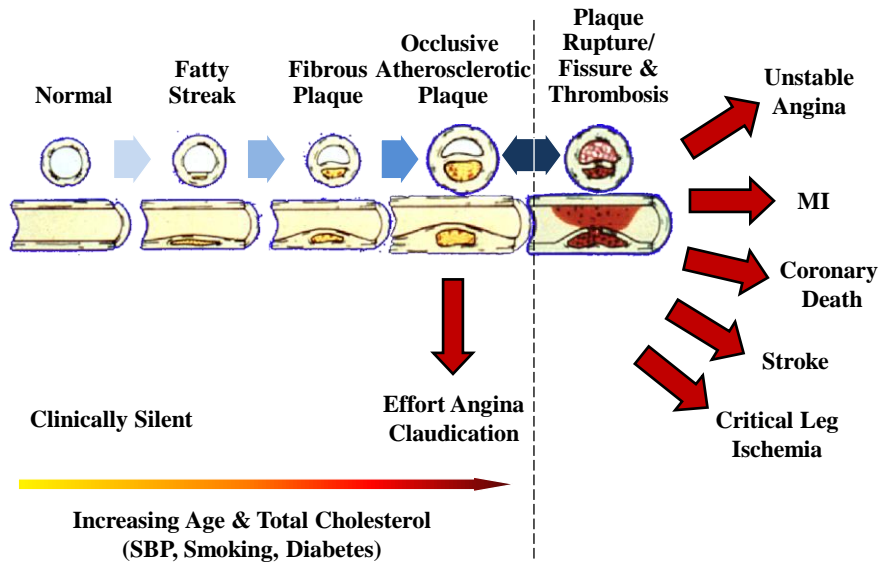 Normal
Fatty
Streak
Fibrous
Plaque
Occlusive
Atherosclerotic
Plaque
Plaque
Rupture/
Fissure &
Thrombosis
Unstable
Angina
MI
Coronary
Death
Stroke
Critical Leg
Ischemia
Clinically Silent
Effort Angina
Claudication
Increasing Age & Total Cholesterol
(SBP, Smoking, Diabetes)